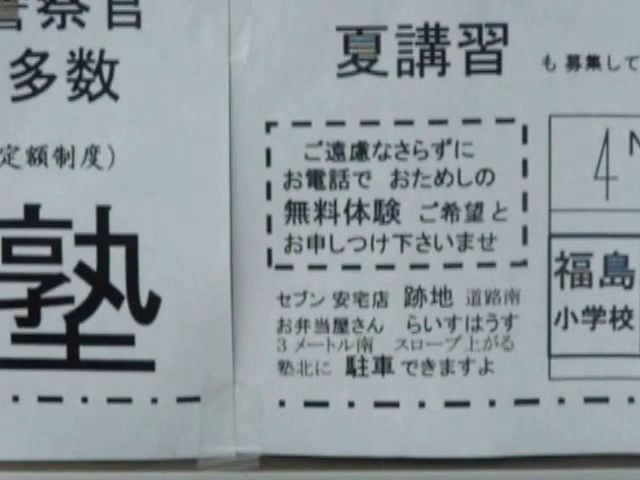 警察官
多数
定額制度）
塾
夏講習 も 募集して
ご遠慮なさらずに
お電話で おためしの
無料体験 ご希望と
お申しつけ下さいませ
セブン 安宅店 跡地 道路南
お弁当屋さん らいすはうす
3メートル南 スロープ上がる
塾北に 駐車できますよ
N
福島
小学校